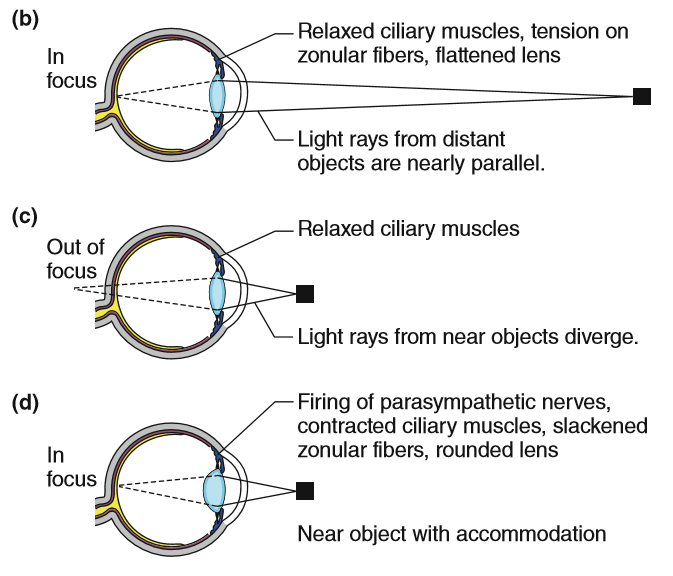 (b)
In
focus
Relaxed ciliary muscles, tension on
zonular fibers, flattened lens
Light rays from distant
objects are nearly parallel.
(c)
Out of
focus
Relaxed ciliary muscles
Light rays from near objects diverge.
(d)
In
focus
Firing of parasympathetic nerves,
contracted ciliary muscles, slackened
zonular fibers, rounded lens
Near object with accommodation